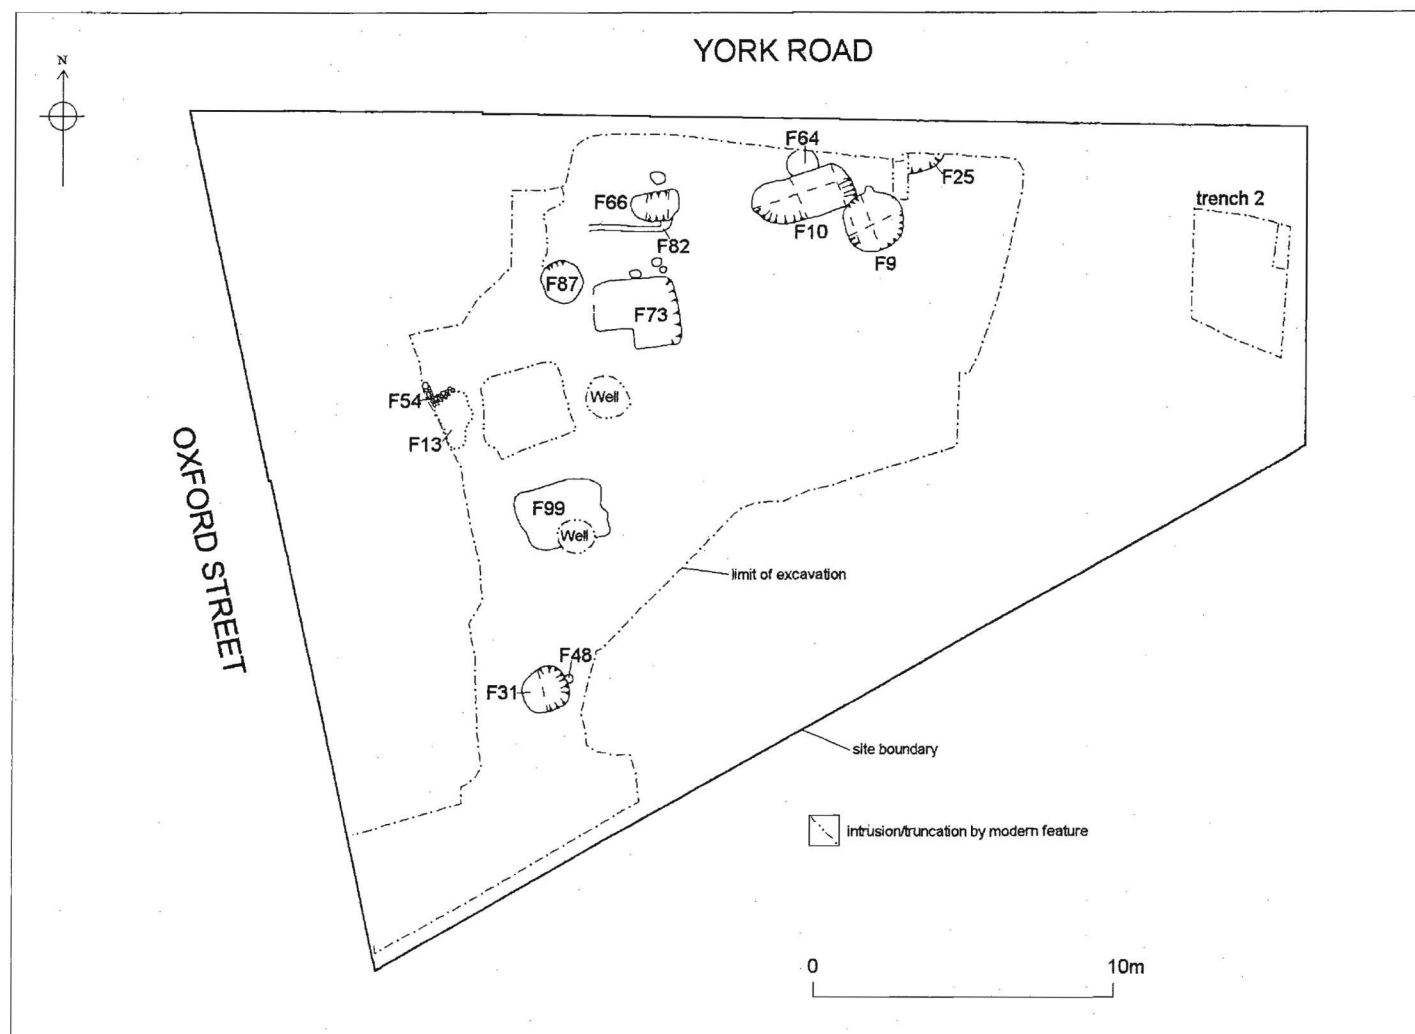 YORK ROAD
N
F64
F25
trench 2
F66
F10
F82
F9
F87
F73
F54
Well
F13
OXFORD STREET
F99
Well
limit of excavation
F48
F31
site boundary
intrusion/truncation by modern feature
0 10m